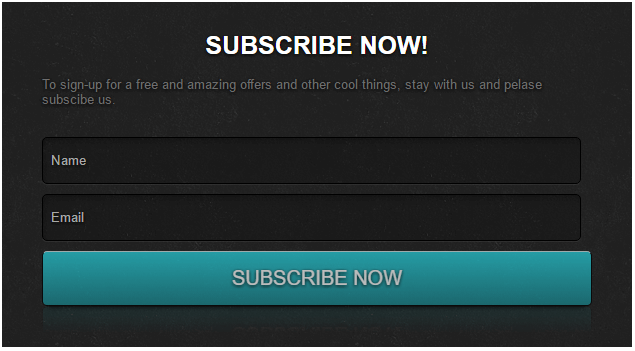 SUBSCRIBE NOW!
To sign-up for a free and amazing offers and other cool things, stay with us and pelase
subscibe us.
Name
Email
SUBSCRIBE NOW